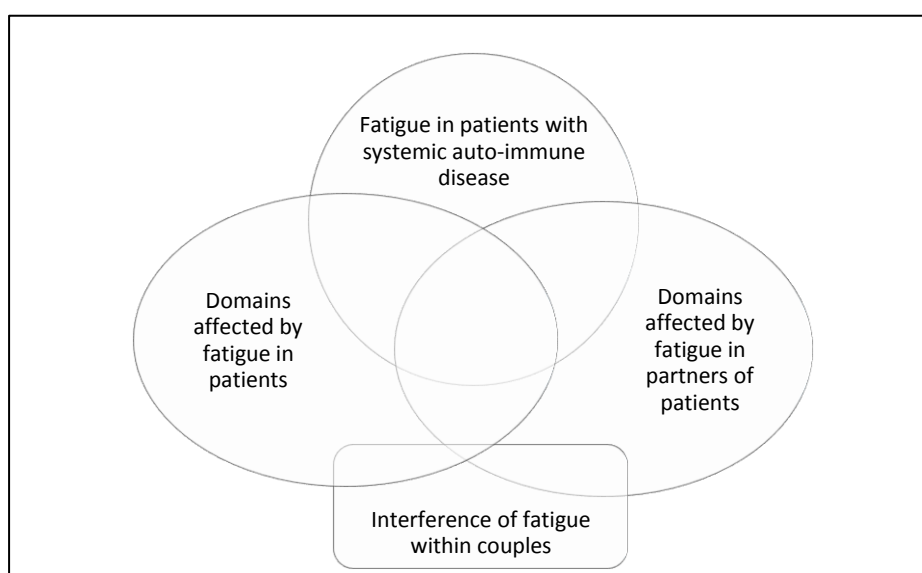 Fatigue in patients with
systemic auto-immune
disease
Domains
affected by
fatigue in
patients
Domains
affected by
fatigue in
partners of
patients
Interference of fatigue
within couples